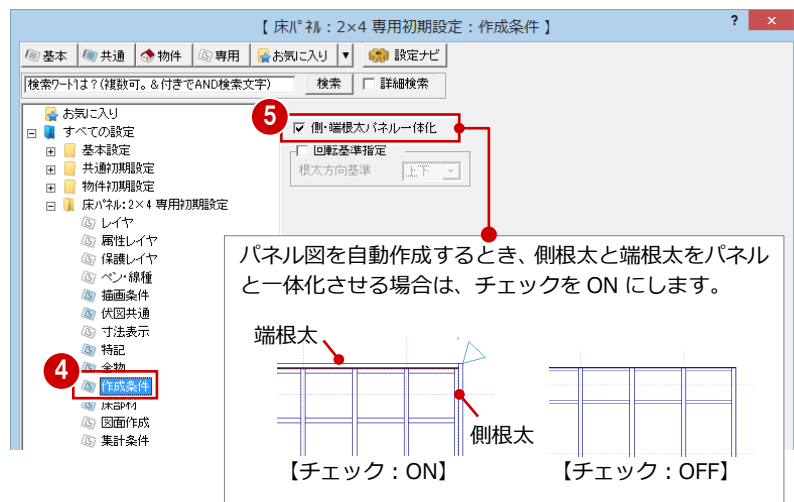 【 床ﾊﾟﾈﾙ：2×4 専用初期設定：作成条件 】 ? x
基本 共通 物件 専用 お気に入り ▼ 設定ナビ
検索ﾜｰﾄﾞは？(複数可。& 付きでAND検索文字) 検索 詳細検索
お気に入り
すべての設定
基本設定
共通初期設定
物件初期設定
床ﾊﾟﾈﾙ：2×4 専用初期設定
レイヤ
属性レイヤ
保護レイヤ
ペン・線種
描画条件
伏図共通
寸法表示
特記
金物
4
作成条件
床部材
図面作成
集計条件
5
側・端根太パネル一体化
回転基準指定
根太方向基準 上下
パネル図を自動作成するとき、側根太と端根太をパネル
と一体化させる場合は、チェックを ON にします。
端根太
側根太
【チェック：ON】 【チェック：OFF】